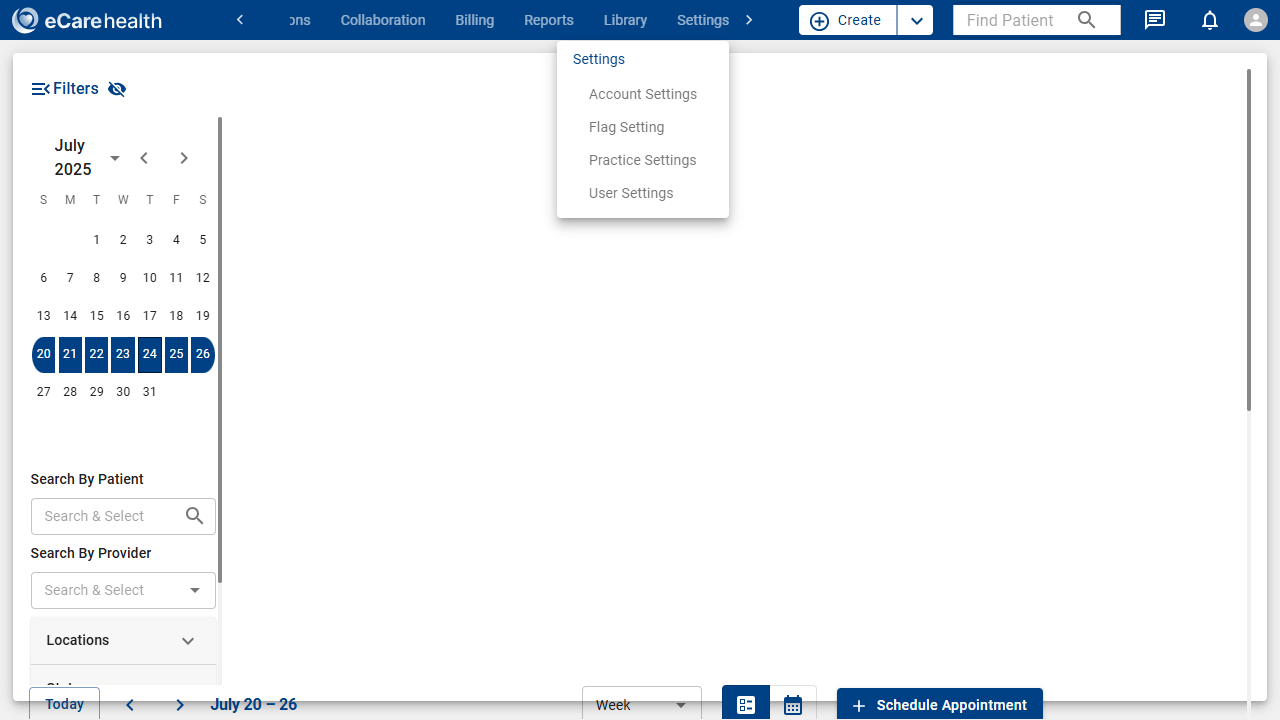 eCarehealth
ons
Collaboration
Billing
Reports
Library
Settings
Create
Find Patient
Settings
Account Settings
Flag Setting
Practice Settings
User Settings
Filters
July
2025
S M T W T F S
1 2 3 4 5
6 7 8 9 10 11 12
13 14 15 16 17 18 19
20 21 22 23 24 25 26
27 28 29 30 31
Search By Patient
Search & Select
Search By Provider
Search & Select
Locations
Today
July 20 – 26
Week
Schedule Appointment